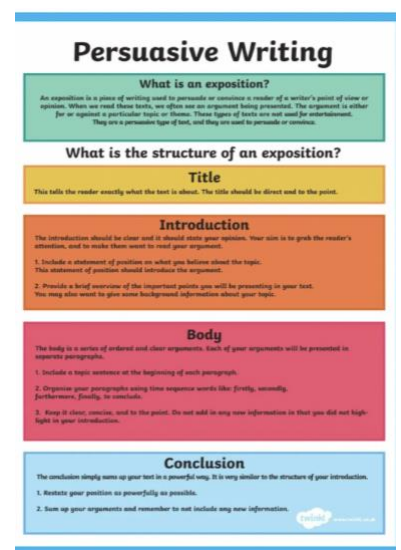 Persuasive Writing
What is an exposition?
An exposition is a piece of writing used to persuade or convince a reader of a writer's point of view or
opinion. When we read these texts, we often see an argument being presented. The argument is either
for or against a particular topic or theme. These types of texts are not used for entertainment.
They are a persuasive type of text, and they are used to persuade or convince.
What is the structure of an exposition?
Title
This tells the reader exactly what the text is about. The title should be direct and to the point.
Introduction
The introduction should be clear and it should state your opinion. Your aim is to grab the reader's
attention, and to make them want to read your argument.
1. Include a statement of position on what you believe about the topic.
This statement of position should introduce the argument.
2. Provide a brief overview of the important points you will be presenting in your text.
You may also want to give some background information about your topic.
Body
The body is a series of ordered and clear arguments. Each of your arguments will be presented in
separate paragraphs.
1. Include a topic sentence at the beginning of each paragraph.
2. Organise your paragraphs using time sequence words like: firstly, secondly,
furthermore, finally, to conclude.
3. Keep it clear, concise, and to the point. Do not add in any new information in that you did not high-
light in your introduction.
Conclusion
The conclusion simply sums up your text in a powerful way. It is very similar to the structure of your introduction.
1. Restate your position as powerfully as possible.
2. Sum up your arguments and remember to not include any new information.
twinkl www.twinkl.co.uk